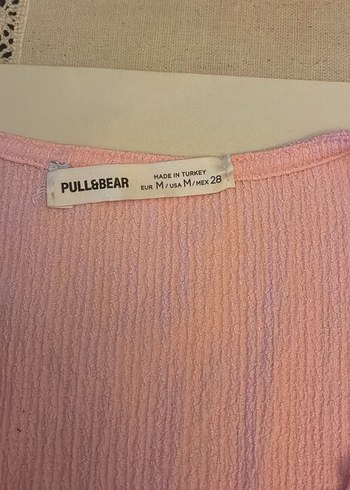 PULL&BEAR
MADE IN TURKEY
EUR M / USA M / MEX 28